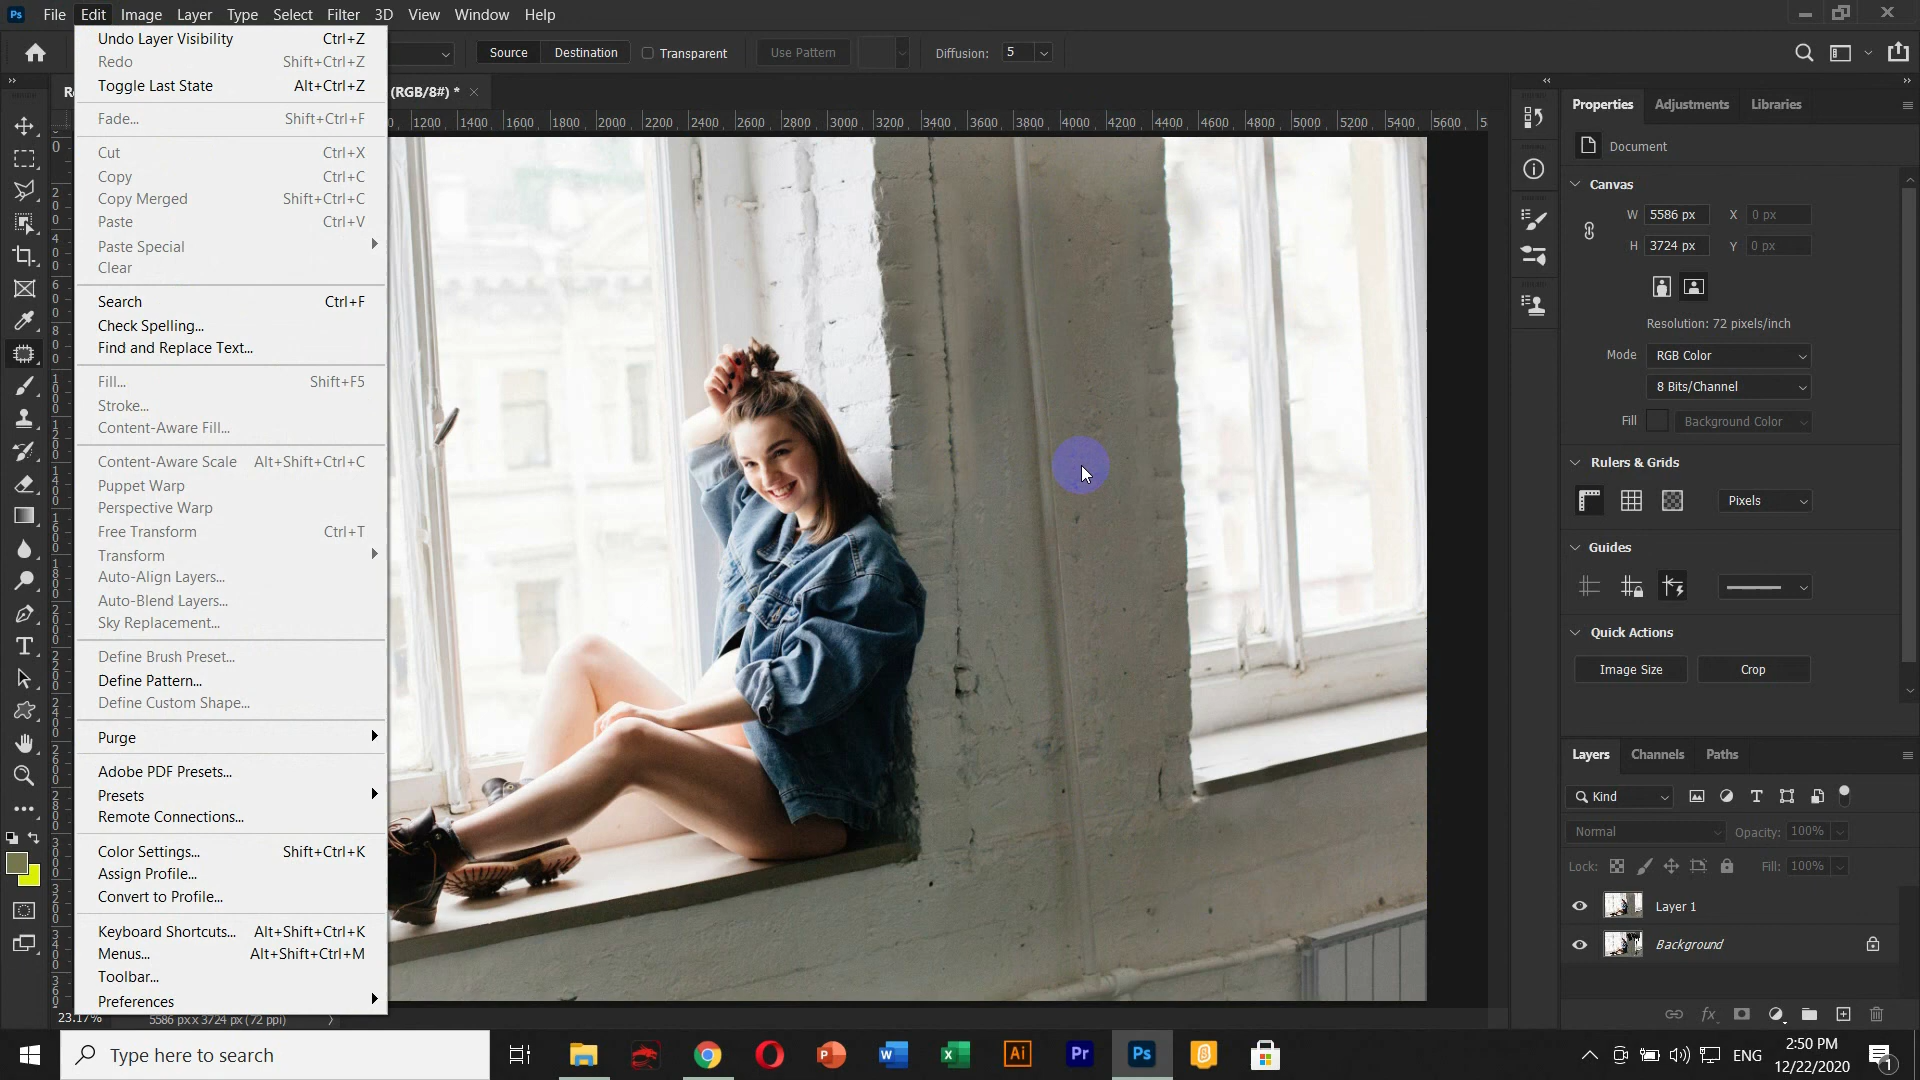 Ps File Edit Image Layer Type Select Filter 3D View Window Help
Source Destination Transparent Use Pattern Diffusion: 5
(RGB/8#) *
1200 1400 1600 1800 2000 2200 2400 2600 2800 3000 3200 3400 3600 3800 4000 4200 4400 4600 4800 5000 5200 5400 5600
Undo Layer Visibility Ctrl+Z
Redo Shift+Ctrl+Z
Toggle Last State Alt+Ctrl+Z
Fade... Shift+Ctrl+F
Cut Ctrl+X
Copy Ctrl+C
Copy Merged Shift+Ctrl+C
Paste Ctrl+V
Paste Special
Clear
Search Ctrl+F
Check Spelling...
Find and Replace Text...
Fill... Shift+F5
Stroke...
Content-Aware Fill...
Content-Aware Scale Alt+Shift+Ctrl+C
Puppet Warp
Perspective Warp
Free Transform Ctrl+T
Transform
Auto-Align Layers...
Auto-Blend Layers...
Sky Replacement...
Define Brush Preset...
Define Pattern...
Define Custom Shape...
Purge
Adobe PDF Presets...
Presets
Remote Connections...
Color Settings... Shift+Ctrl+K
Assign Profile...
Convert to Profile...
Keyboard Shortcuts... Alt+Shift+Ctrl+K
Menus... Alt+Shift+Ctrl+M
Toolbar...
Preferences
23.17% 5586 px x 3724 px (72 ppi)
Properties Adjustments Libraries
Document
Canvas
W 5586 px X 0 px
H 3724 px Y 0 px
Resolution: 72 pixels/inch
Mode RGB Color
8 Bits/Channel
Fill Background Color
Rulers & Grids
Pixels
Guides
Quick Actions
Image Size Crop
Layers Channels Paths
Kind
Normal Opacity: 100%
Lock: Fill: 100%
Layer 1
Background
fx
Type here to search
Ai Pr Ps
ENG
2:50 PM
12/22/2020
1